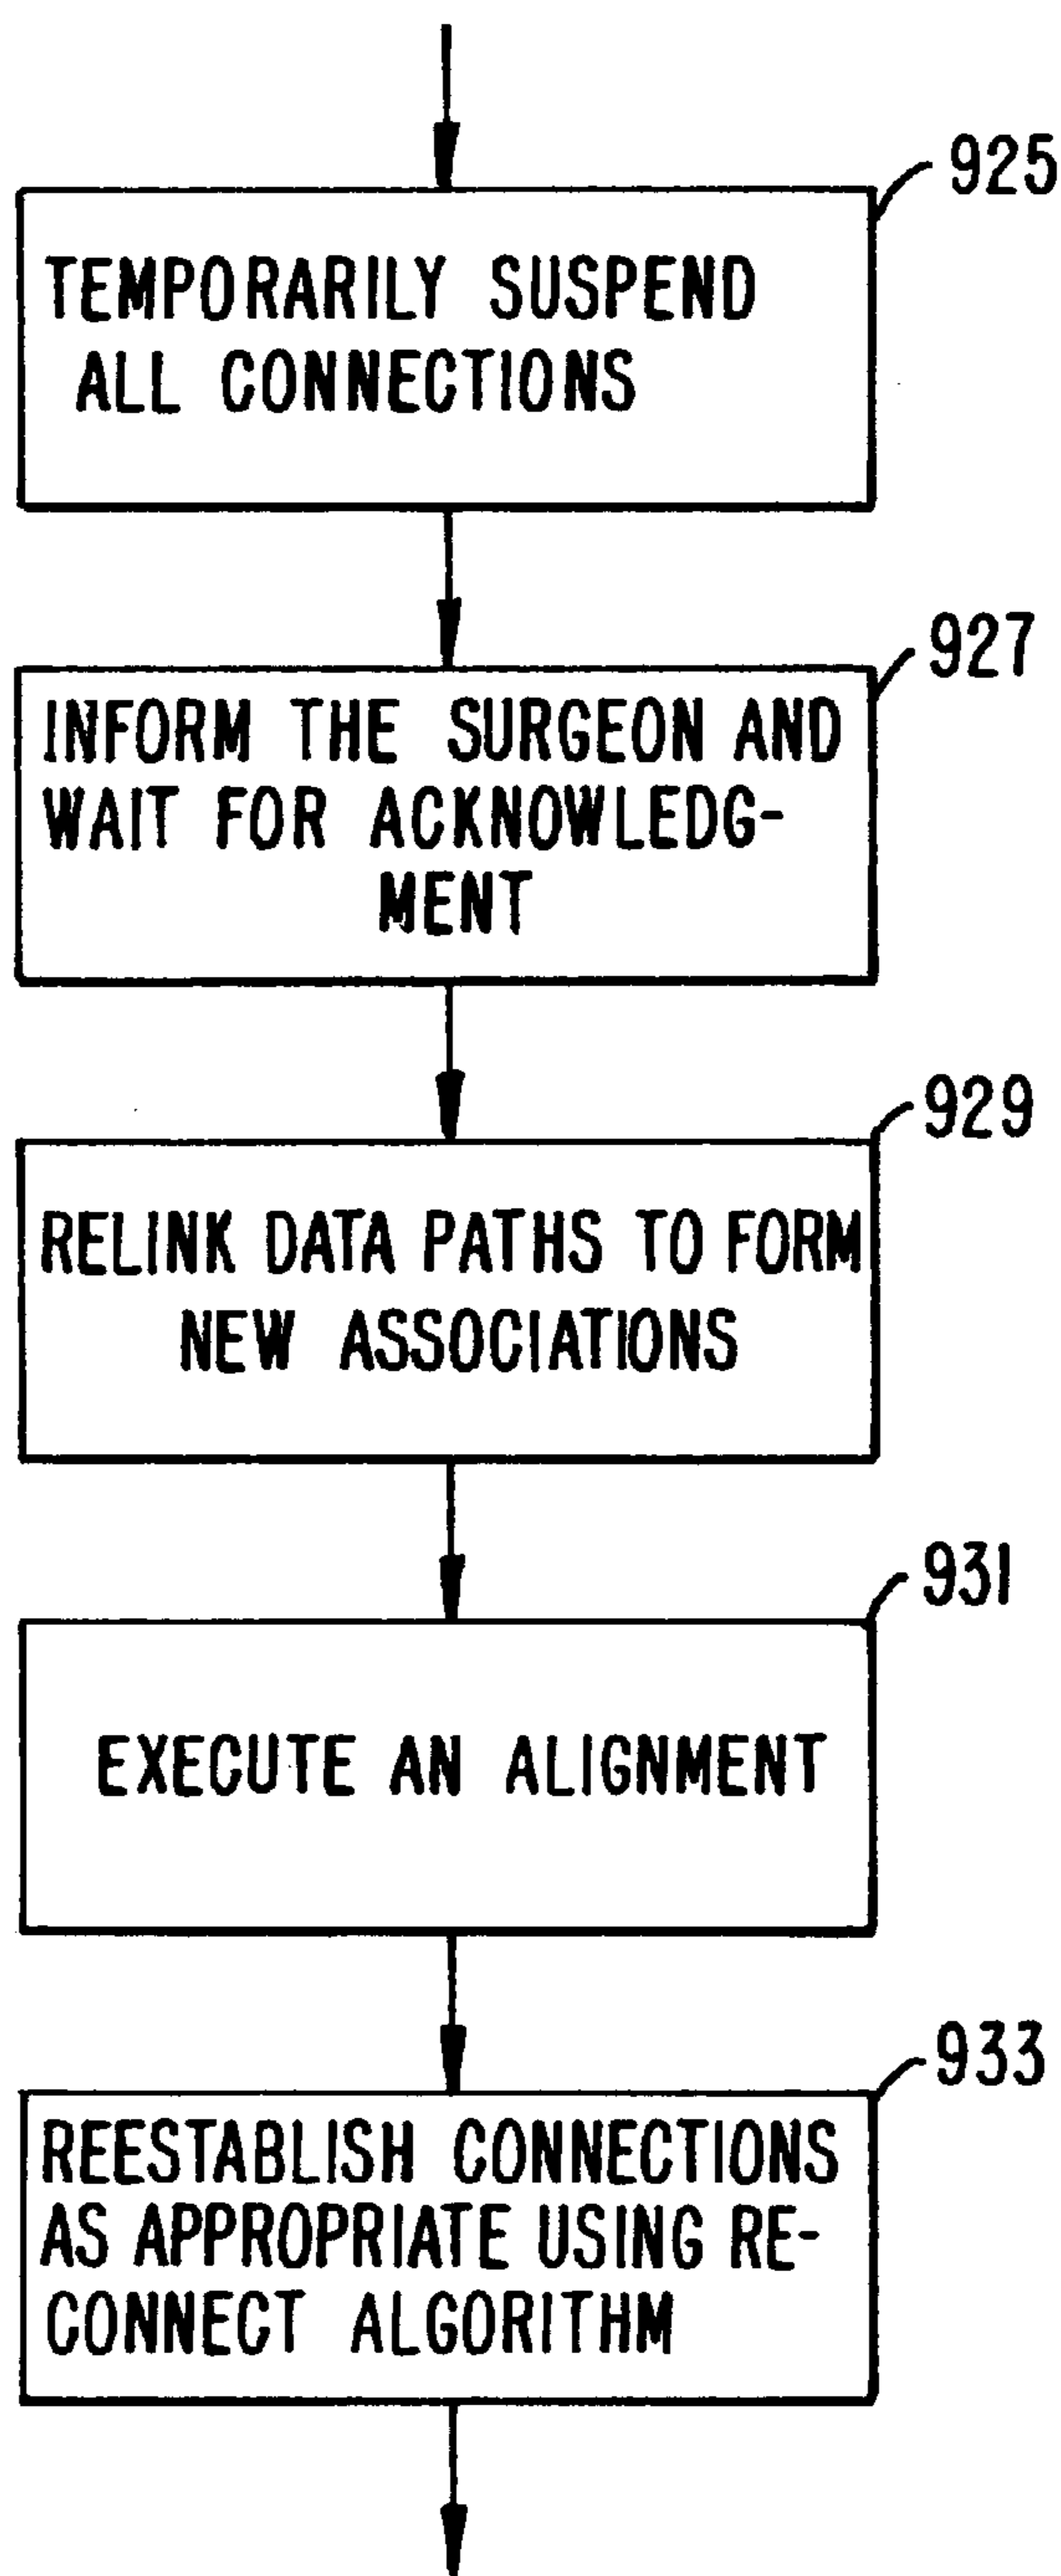 925
TEMPORARILY SUSPEND
ALL CONNECTIONS
927
INFORM THE SURGEON AND
WAIT FOR ACKNOWLEDG-
MENT
929
RELINK DATA PATHS TO FORM
NEW ASSOCIATIONS
931
EXECUTE AN ALIGNMENT
933
REESTABLISH CONNECTIONS
AS APPROPRIATE USING RE-
CONNECT ALGORITHM